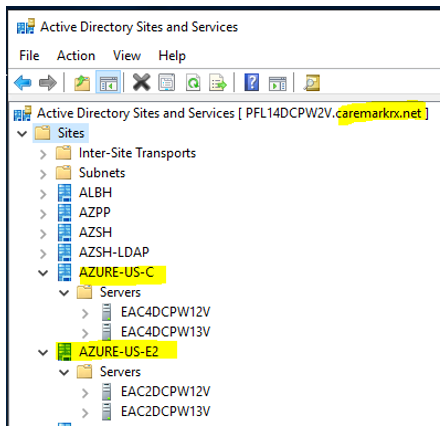 Active Directory Sites and Services
File Action View Help
Active Directory Sites and Services [ PFL14DCPW2V.caremarkrx.net ]
Sites
Inter-Site Transports
Subnets
ALBH
AZPP
AZSH
AZSH-LDAP
AZURE-US-C
Servers
EAC4DCPW12V
EAC4DCPW13V
AZURE-US-E2
Servers
EAC2DCPW12V
EAC2DCPW13V